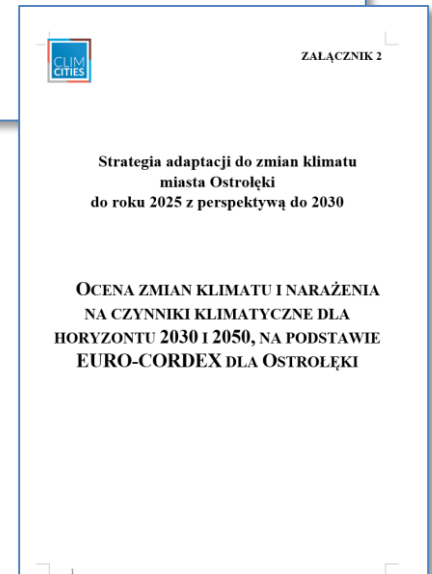 CLIM
CITIES
ZAŁĄCZNIK 2
Strategia adaptacji do zmian klimatu
miasta Ostrołęki
do roku 2025 z perspektywą do 2030
OCENA ZMIAN KLIMATU I NARAŻENIA
NA CZYNNIKI KLIMATYCZNE DLA
HORYZONTU 2030 I 2050, NA PODSTAWIE
EURO-CORDEX DLA OSTROŁĘKI
1